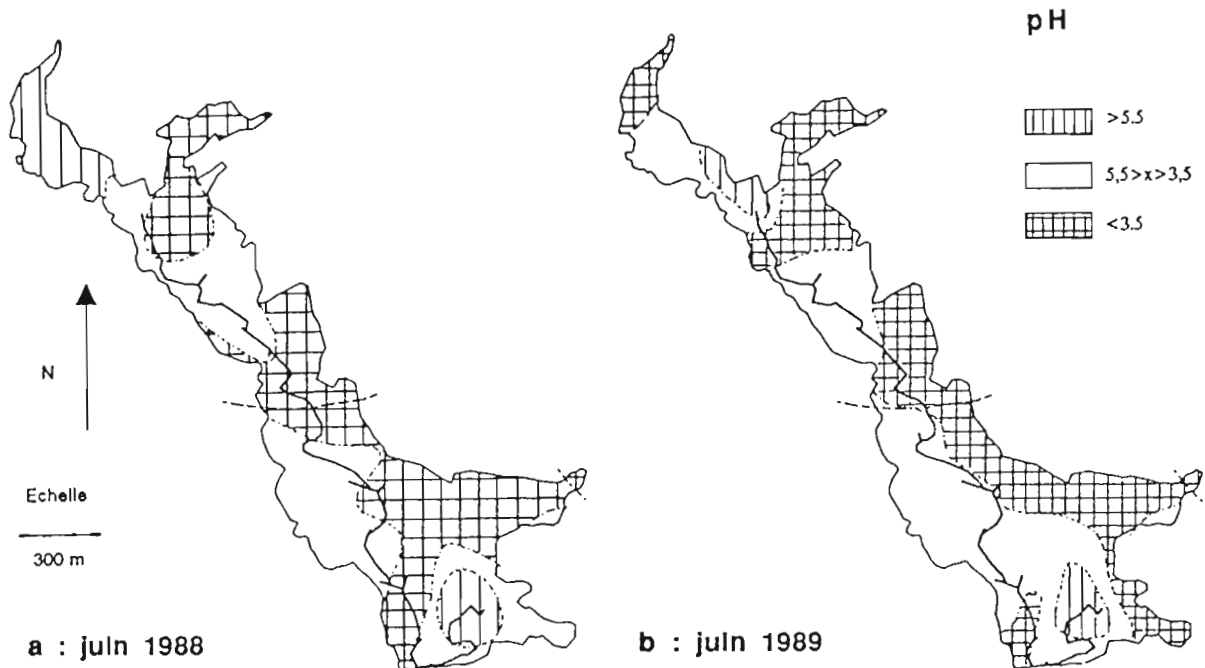 pH
>5.5
5,5>x>3,5
<3.5
N
Echelle
300 m
a : juin 1988
b : juin 1989